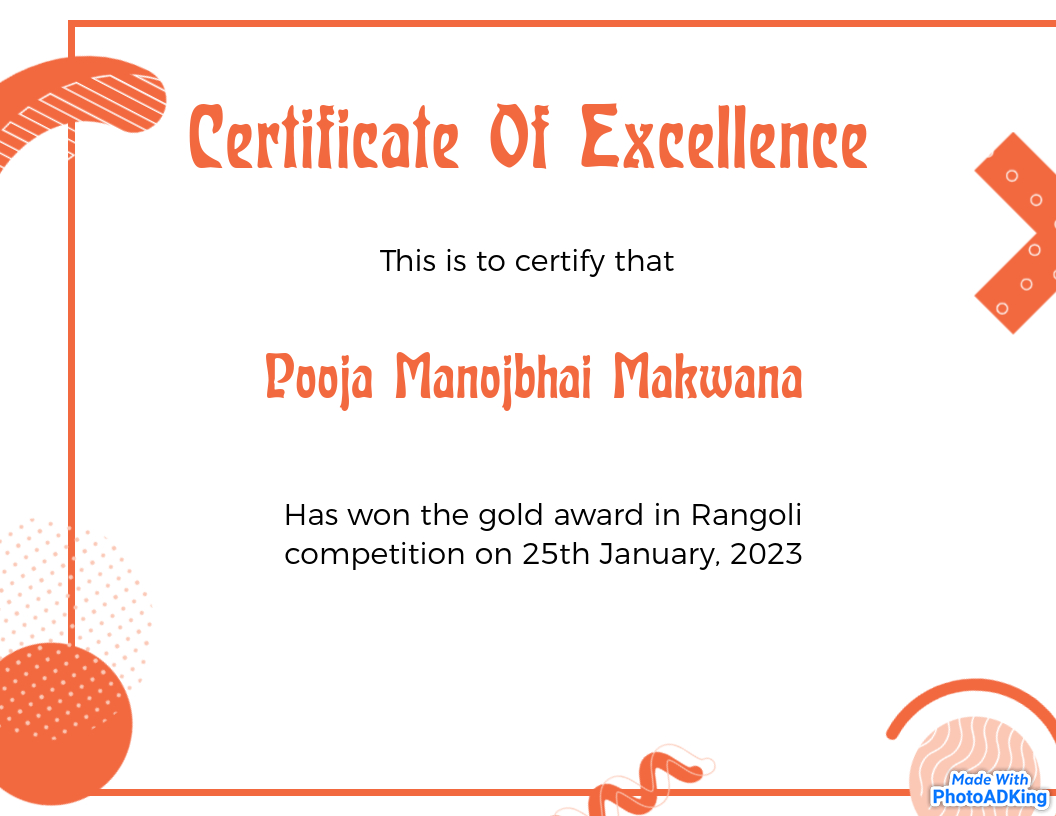 Certificate Of Excellence
This is to certify that
Pooja Manojbhai Makwana
Has won the gold award in Rangoli
competition on 25th January, 2023
Made With
PhotoADKing